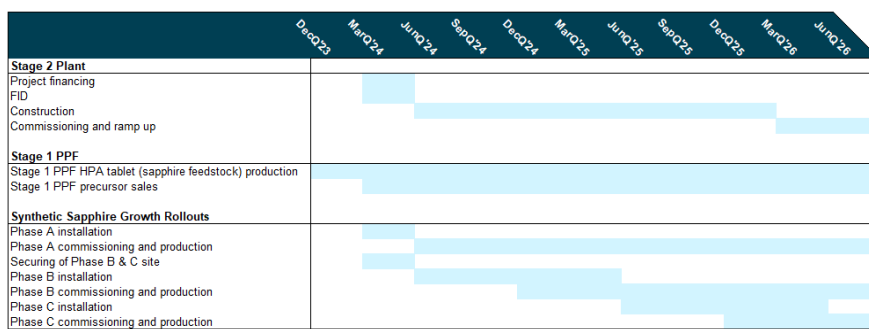 DecQ'23 MarQ'24 JunQ'24 SepQ'24 DecQ'24 MarQ'25 JunQ'25 SepQ'25 DecQ'25 MarQ'26 JunQ'26
Stage 2 Plant
Project financing
FID
Construction
Commissioning and ramp up
Stage 1 PPF
Stage 1 PPF HPA tablet (sapphire feedstock) production
Stage 1 PPF precursor sales
Synthetic Sapphire Growth Rollouts
Phase A installation
Phase A commissioning and production
Securing of Phase B & C site
Phase B installation
Phase B commissioning and production
Phase C installation
Phase C commissioning and production